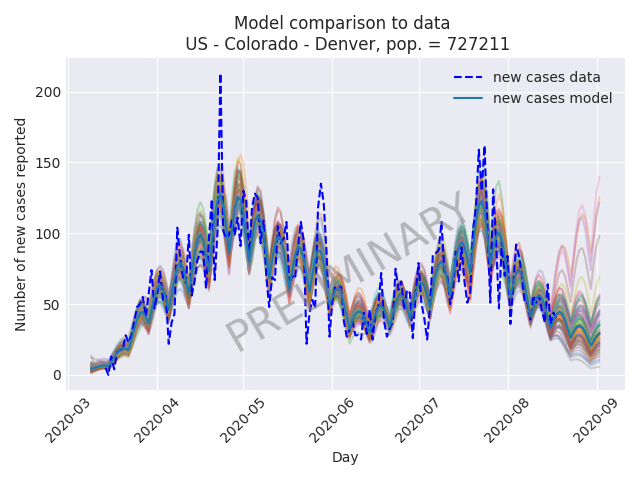 Model comparison to data
US - Colorado - Denver, pop. = 727211
new cases data
new cases model
PRELIMINARY
Number of new cases reported
200
150
100
50
0
2020-03
2020-04
2020-05
2020-06
2020-07
2020-08
2020-09
Day